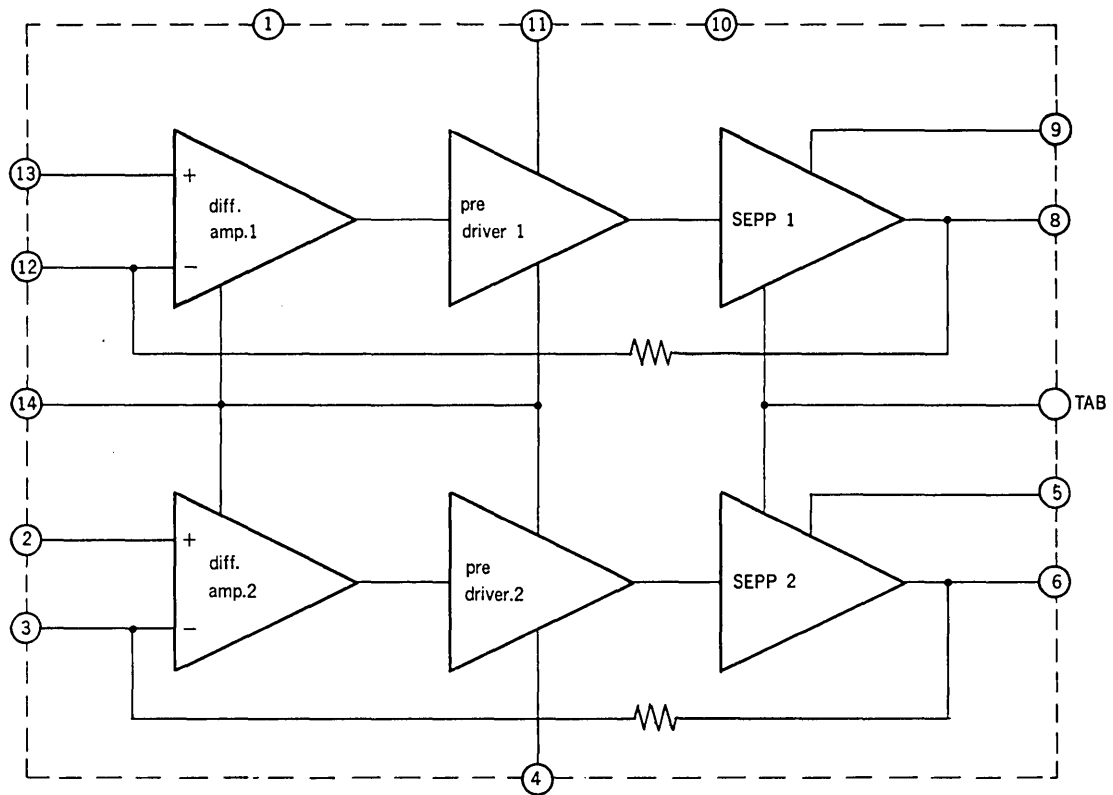 1
11
10
9
13
+
diff.
amp.1
pre
driver 1
SEPP 1
8
12
−
14
TAB
5
2
+
diff.
amp.2
pre
driver.2
SEPP 2
6
3
−
4